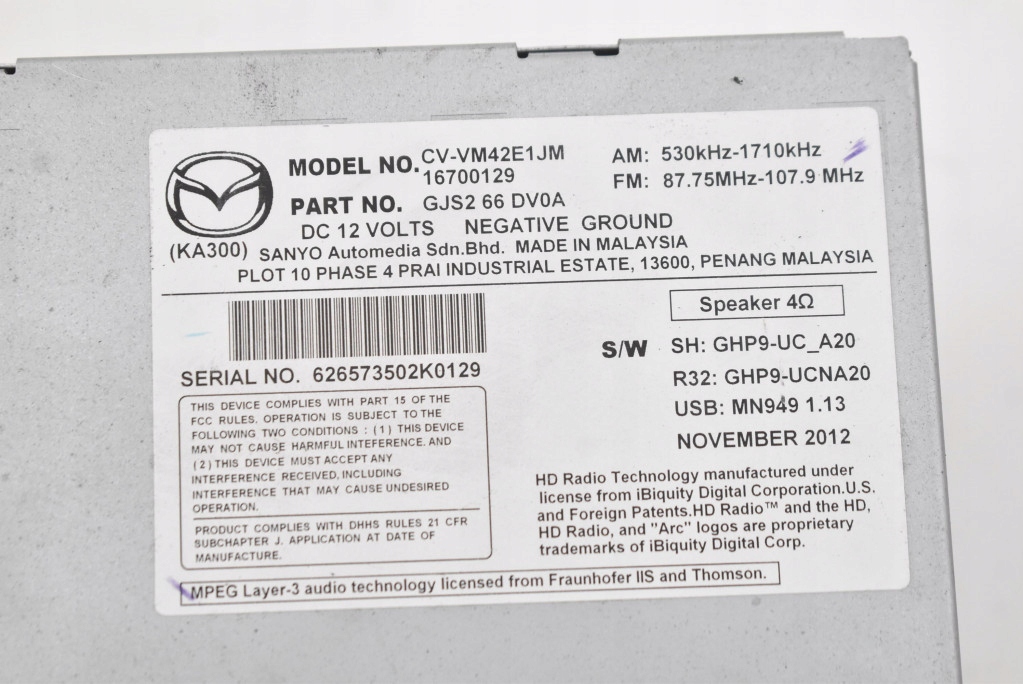 MODEL NO. CV-VM42E1JM
16700129
AM: 530kHz-1710kHz
FM: 87.75MHz-107.9 MHz
PART NO. GJS2 66 DV0A
DC 12 VOLTS NEGATIVE GROUND
(KA300) SANYO Automedia Sdn.Bhd. MADE IN MALAYSIA
PLOT 10 PHASE 4 PRAI INDUSTRIAL ESTATE, 13600, PENANG MALAYSIA
SERIAL NO. 626573502K0129
THIS DEVICE COMPLIES WITH PART 15 OF THE
FCC RULES. OPERATION IS SUBJECT TO THE
FOLLOWING TWO CONDITIONS : (1) THIS DEVICE
MAY NOT CAUSE HARMFUL INTEFERENCE. AND
(2) THIS DEVICE MUST ACCEPT ANY
INTERFERENCE RECEIVED, INCLUDING
INTERFERENCE THAT MAY CAUSE UNDESIRED
OPERATION.
PRODUCT COMPLIES WITH DHHS RULES 21 CFR
SUBCHAPTER J. APPLICATION AT DATE OF
MANUFACTURE.
Speaker 4Ω
S/W SH: GHP9-UC_A20
R32: GHP9-UCNA20
USB: MN949 1.13
NOVEMBER 2012
HD Radio Technology manufactured under
license from iBiquity Digital Corporation.U.S.
and Foreign Patents.HD Radio™ and the HD,
HD Radio, and "Arc" logos are proprietary
trademarks of iBiquity Digital Corp.
MPEG Layer-3 audio technology licensed from Fraunhofer IIS and Thomson.